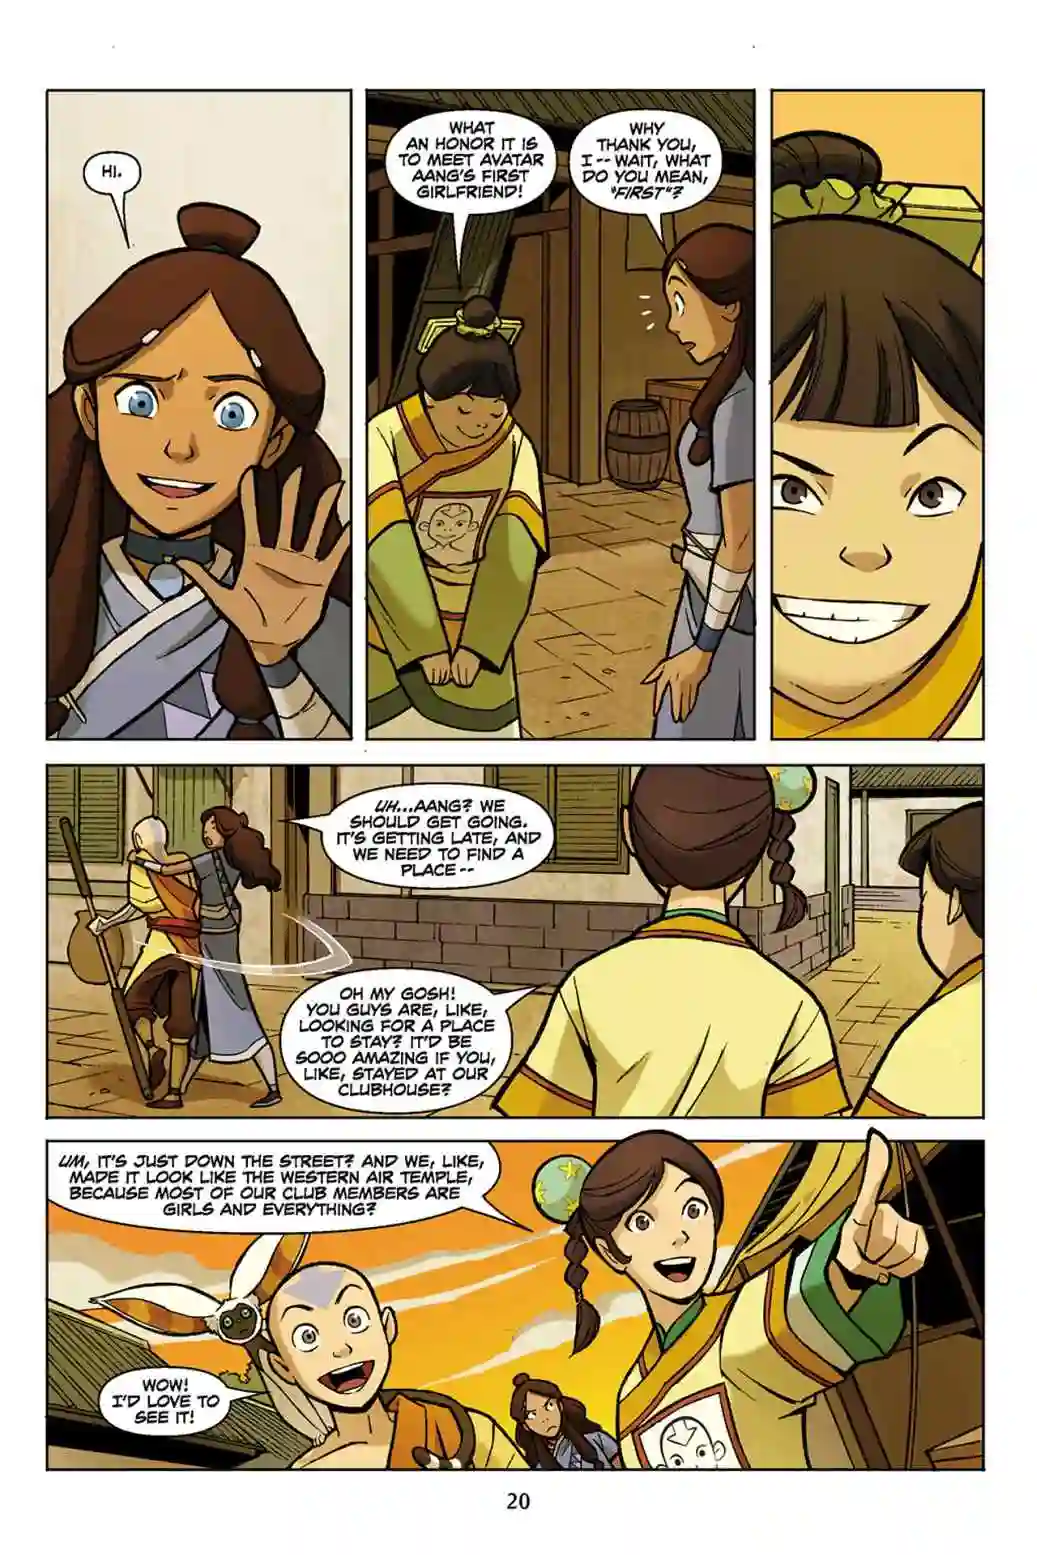 HI.
WHAT
AN HONOR IT IS
TO MEET AVATAR
AANG'S FIRST
GIRLFRIEND!
WHY
THANK YOU,
I -- WAIT, WHAT
DO YOU MEAN,
"FIRST"?
UH...AANG? WE
SHOULD GET GOING.
IT'S GETTING LATE, AND
WE NEED TO FIND A
PLACE--
OH MY GOSH!
YOU GUYS ARE, LIKE,
LOOKING FOR A PLACE
TO STAY? IT'D BE
SOOO AMAZING IF YOU,
LIKE, STAYED AT OUR
CLUBHOUSE?
UM, IT'S JUST DOWN THE STREET? AND WE, LIKE,
MADE IT LOOK LIKE THE WESTERN AIR TEMPLE,
BECAUSE MOST OF OUR CLUB MEMBERS ARE
GIRLS AND EVERYTHING?
WOW!
I'D LOVE TO
SEE IT!
20